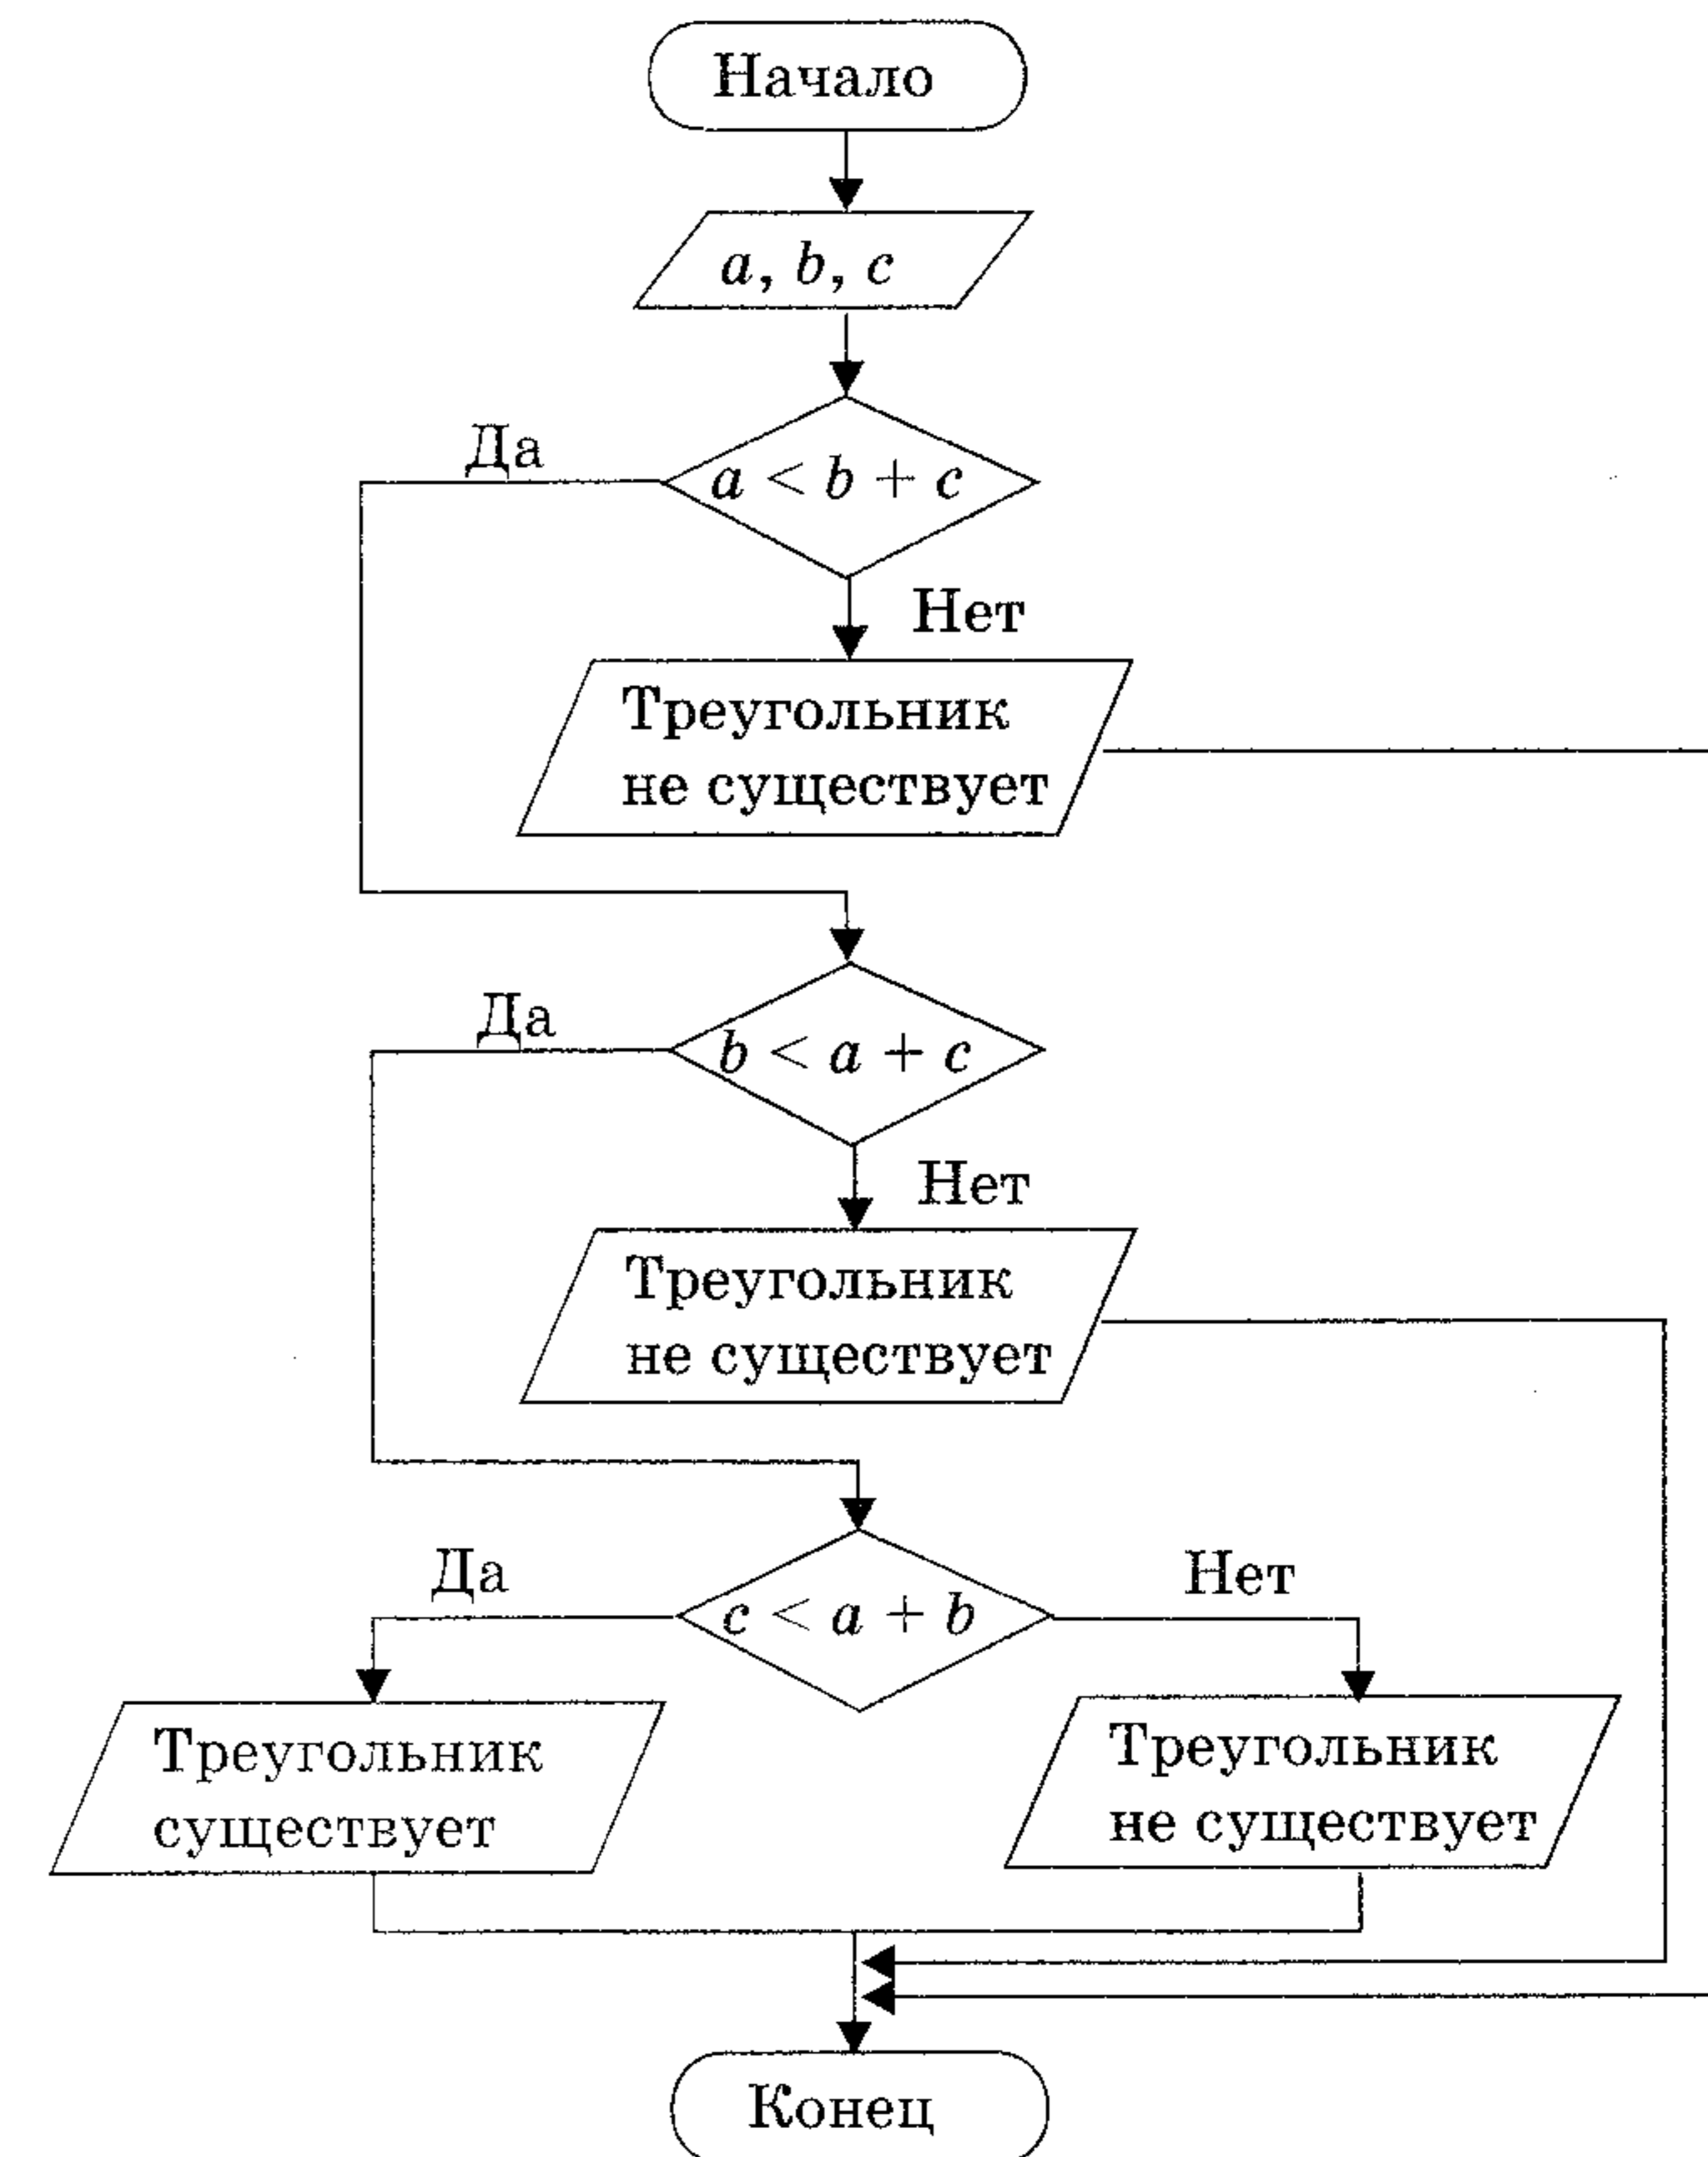 Начало
a, b, c
Да
a < b + c
Нет
Треугольник
не существует
Да
b < a + c
Нет
Треугольник
не существует
Да
c < a + b
Нет
Треугольник
существует
Треугольник
не существует
Конец